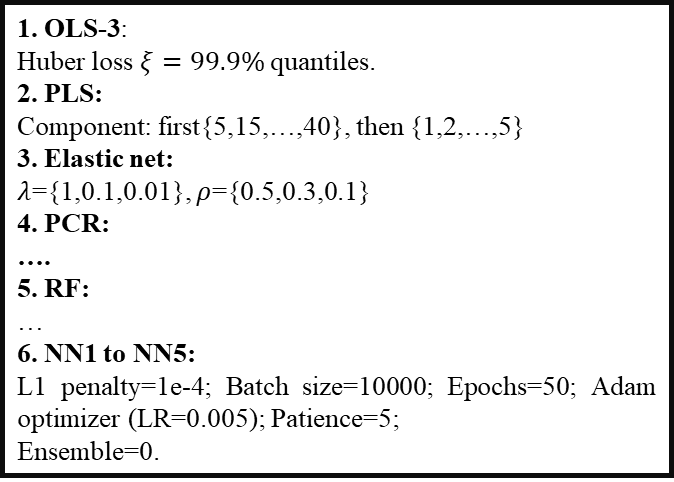 1. OLS-3:
Huber loss ξ = 99.9% quantiles.
2. PLS:
Component: first{5,15,…,40}, then {1,2,…,5}
3. Elastic net:
λ={1,0.1,0.01}, ρ={0.5,0.3,0.1}
4. PCR:
….
5. RF:
…
6. NN1 to NN5:
L1 penalty=1e-4; Batch size=10000; Epochs=50; Adam
optimizer (LR=0.005); Patience=5;
Ensemble=0.